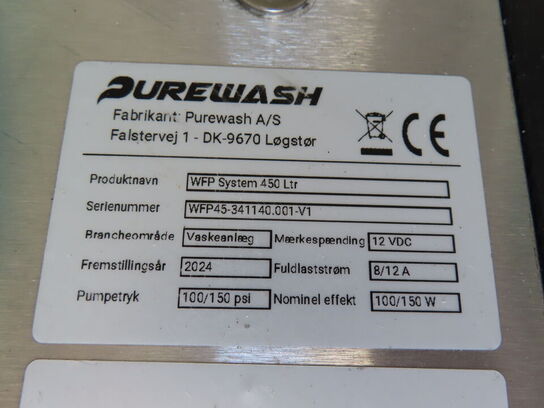 PUREWASH
Fabrikant: Purewash A/S
Falstervej 1 - DK-9670 Løgstør
CE
Produktnavn WFP System 450 Ltr
Serienummer WFP45-341140.001-V1
Brancheområde Vaskeanlæg Mærkespænding 12 VDC
Fremstillingsår 2024 Fuldlaststrøm 8/12 A
Pumpetryk 100/150 psi Nominel effekt 100/150 W